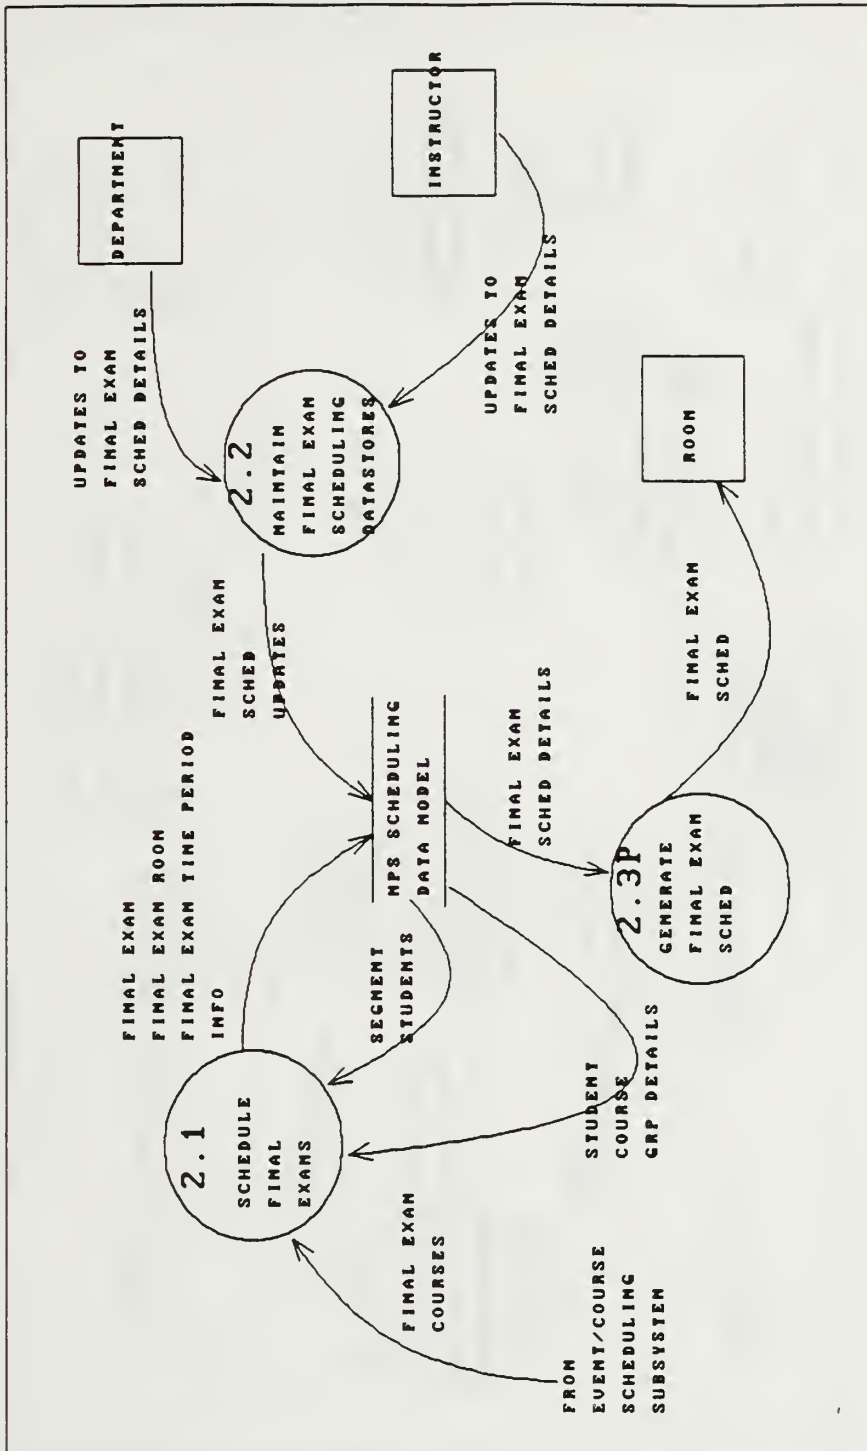 UPDATES TO
FINAL EXAM
SCHED DETAILS
DEPARTMENT
FINAL EXAM
FINAL EXAM ROOM
FINAL EXAM TIME PERIOD
INFO
2.1
SCHEDULE
FINAL
EXAMS
FINAL EXAM
SCHED
UPDATES
2.2
MAINTAIN
FINAL EXAM
SCHEDULING
DATASTORES
INSTRUCTOR
SEGMENT
STUDENTS
NPS SCHEDULING
DATA MODEL
FINAL EXAM
COURSES
UPDATES TO
FINAL EXAM
SCHED DETAILS
FINAL EXAM
SCHED DETAILS
FROM
EVENT/COURSE
SCHEDULING
SUBSYSTEM
STUDENT
COURSE
GRP DETAILS
2.3P
GENERATE
FINAL EXAM
SCHED
FINAL EXAM
SCHED
ROOM